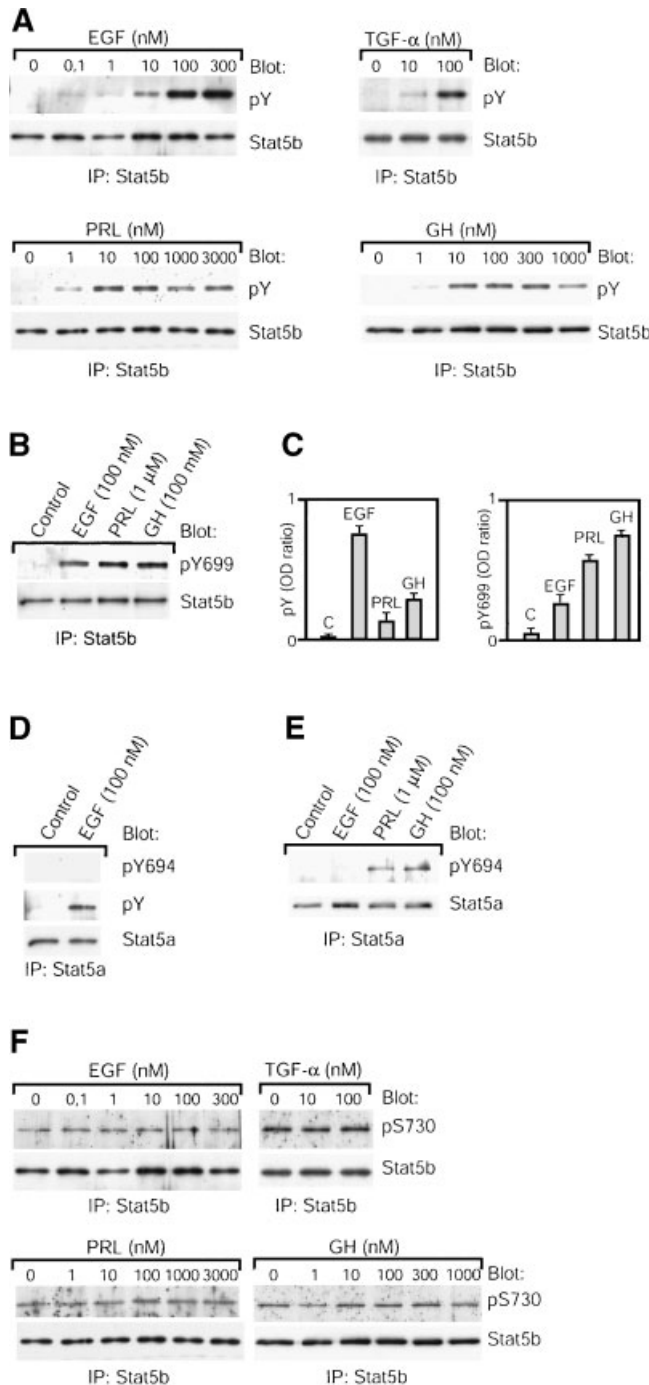 A
EGF (nM)
0 0,1 1 10 100 300 Blot:
pY
Stat5b
IP: Stat5b
TGF-α (nM)
0 10 100 Blot:
pY
Stat5b
IP: Stat5b
PRL (nM)
0 1 10 100 1000 3000 Blot:
pY
Stat5b
IP: Stat5b
GH (nM)
0 1 10 100 300 1000 Blot:
pY
Stat5b
IP: Stat5b
B
Control
EGF (100 nM)
PRL (1 µM)
GH (100 mM)
Blot:
pY699
Stat5b
IP: Stat5b
C
1
pY (OD ratio)
0
C
EGF
PRL
GH
1
pY699 (OD ratio)
0
C
EGF
PRL
GH
D
Control
EGF (100 nM)
Blot:
pY694
pY
Stat5a
IP: Stat5a
E
Control
EGF (100 nM)
PRL (1 µM)
GH (100 nM)
Blot:
pY694
Stat5a
IP: Stat5a
F
EGF (nM)
0 0,1 1 10 100 300
Stat5b
IP: Stat5b
TGF-α (nM)
0 10 100 Blot:
pS730
Stat5b
IP: Stat5b
PRL (nM)
0 1 10 100 1000 3000
IP: Stat5b
GH (nM)
0 1 10 100 300 1000 Blot:
pS730
Stat5b
IP: Stat5b